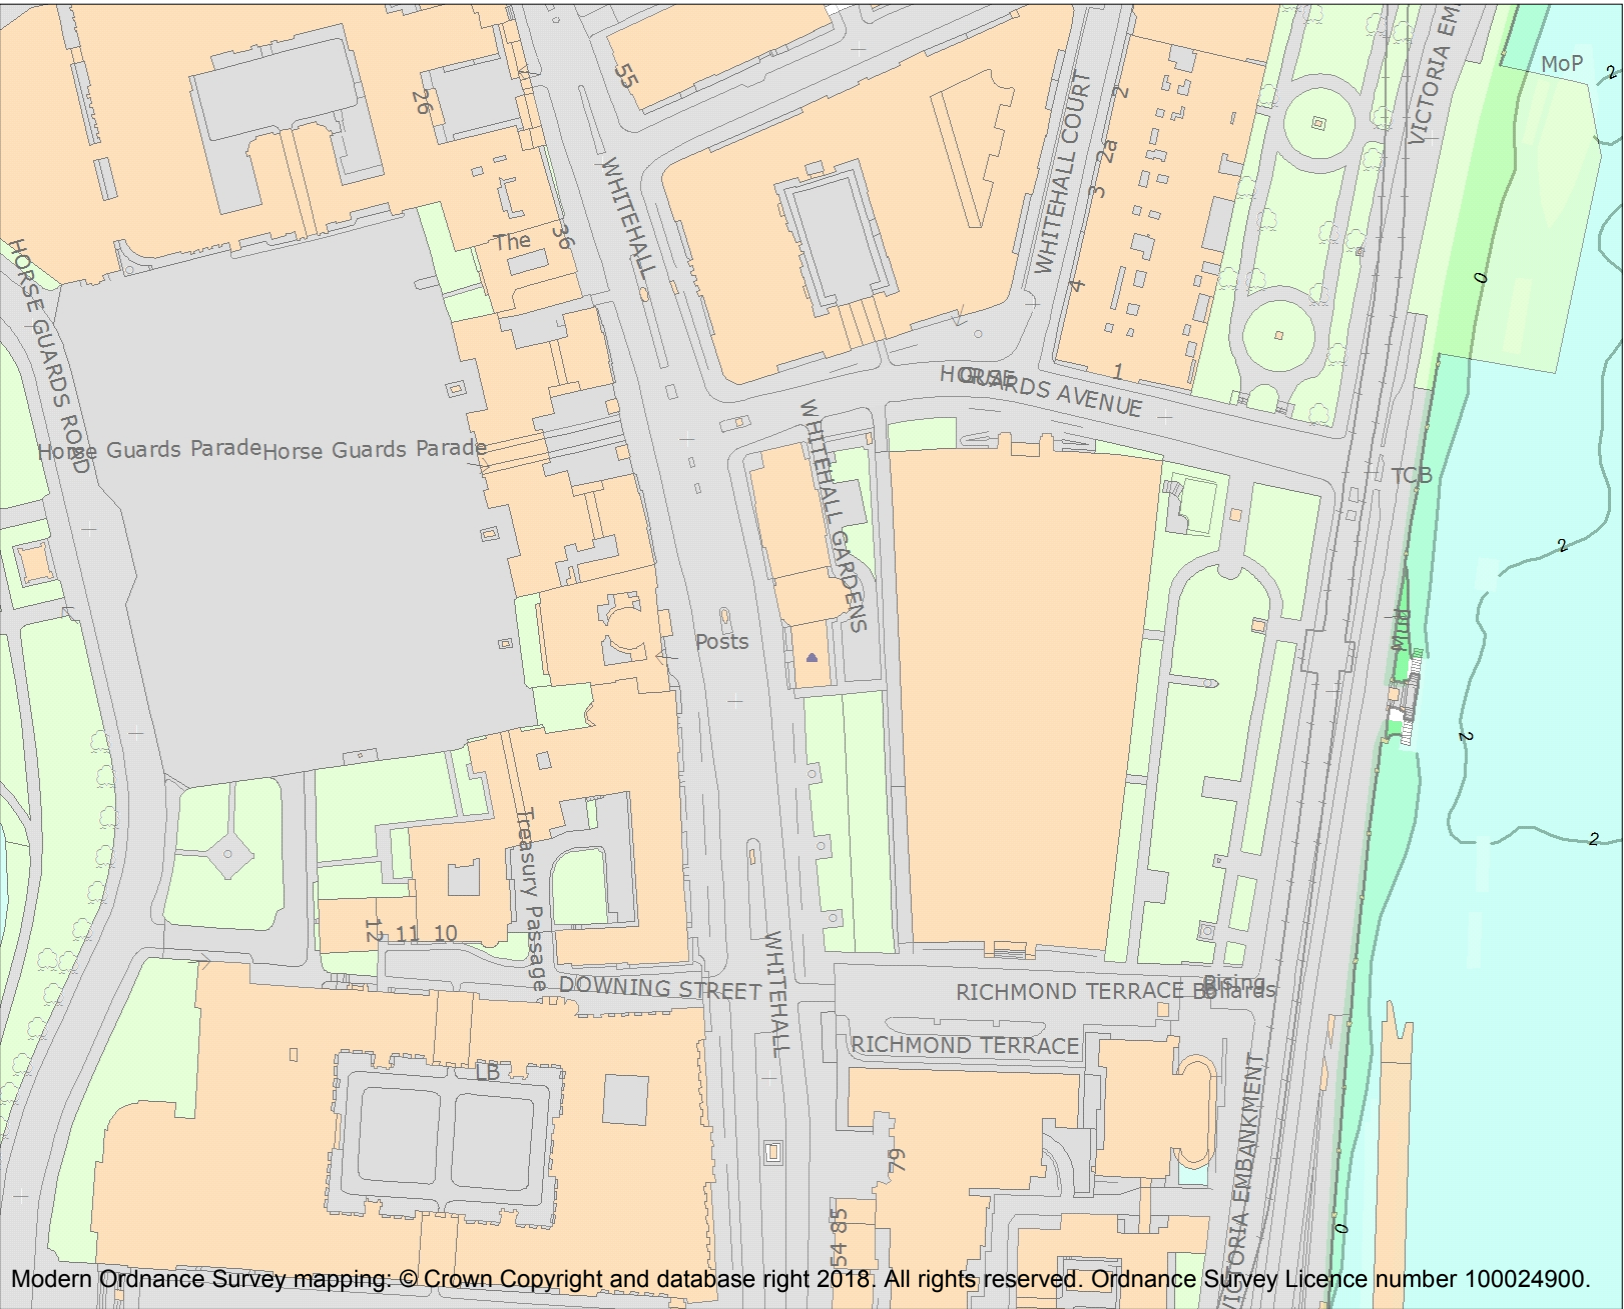 55
26
MoP
2
VICTORIA EM
WHITEHALL COURT
2
2a
3
4
WHITEHALL
The
36
HORSE GUARDS ROAD
0
HORSE
GUARDS AVENUE
1
Horse Guards Parade
Horse Guards Parade
WHITEHALL GARDENS
TCB
2
Mud
Posts
2
Treasury Passage
2
12
11
10
DOWNING STREET
WHITEHALL
RICHMOND TERRACE
Rising
Bollards
RICHMOND TERRACE
LB
VICTORIA EMBANKMENT
79
54 85
0
Modern Ordnance Survey mapping: © Crown Copyright and database right 2018. All rights reserved. Ordnance Survey Licence number 100024900.